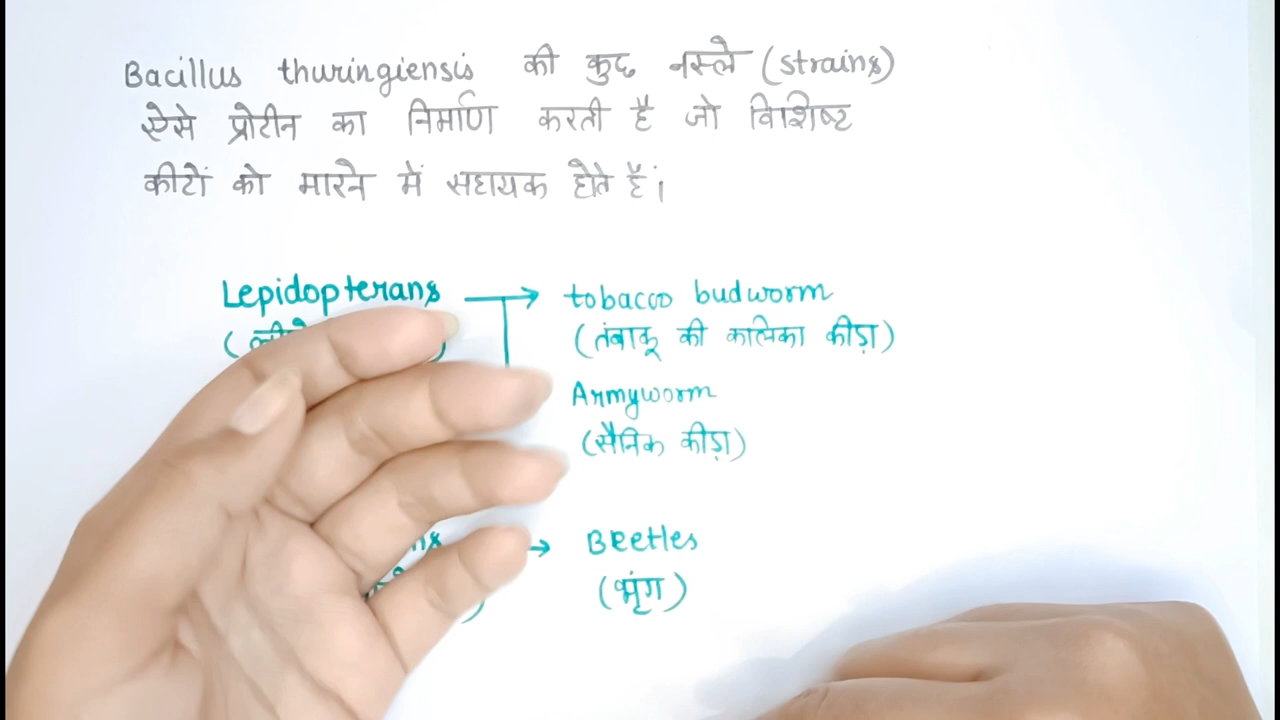 Bacillus thuringiensis की कुछ नस्ले (strains)
ऐसे प्रोटीन का निर्माण करती है जो विशिष्ट
कीटों को मारने में सहायक होते हैं।
Lepidopterans → tobacco budworm
(तंबाकू की कलिका कीड़ा)
Armyworm
(सैनिक कीड़ा)
→ Beetles
(भृंग)